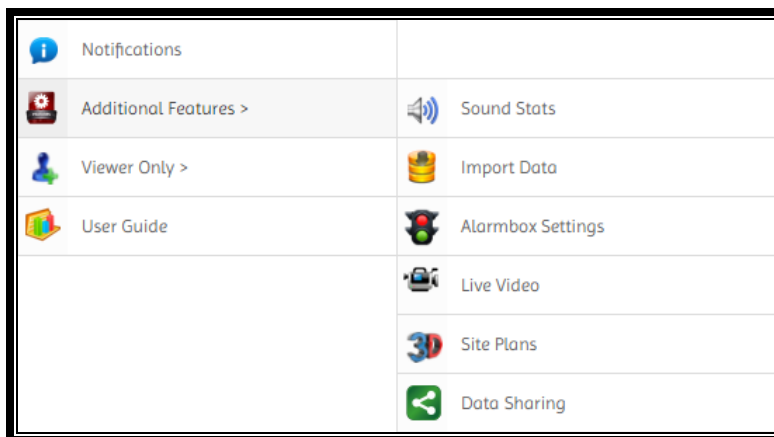 Notifications
Additional Features >
Viewer Only >
User Guide
Sound Stats
Import Data
Alarmbox Settings
Live Video
3D
Site Plans
Data Sharing